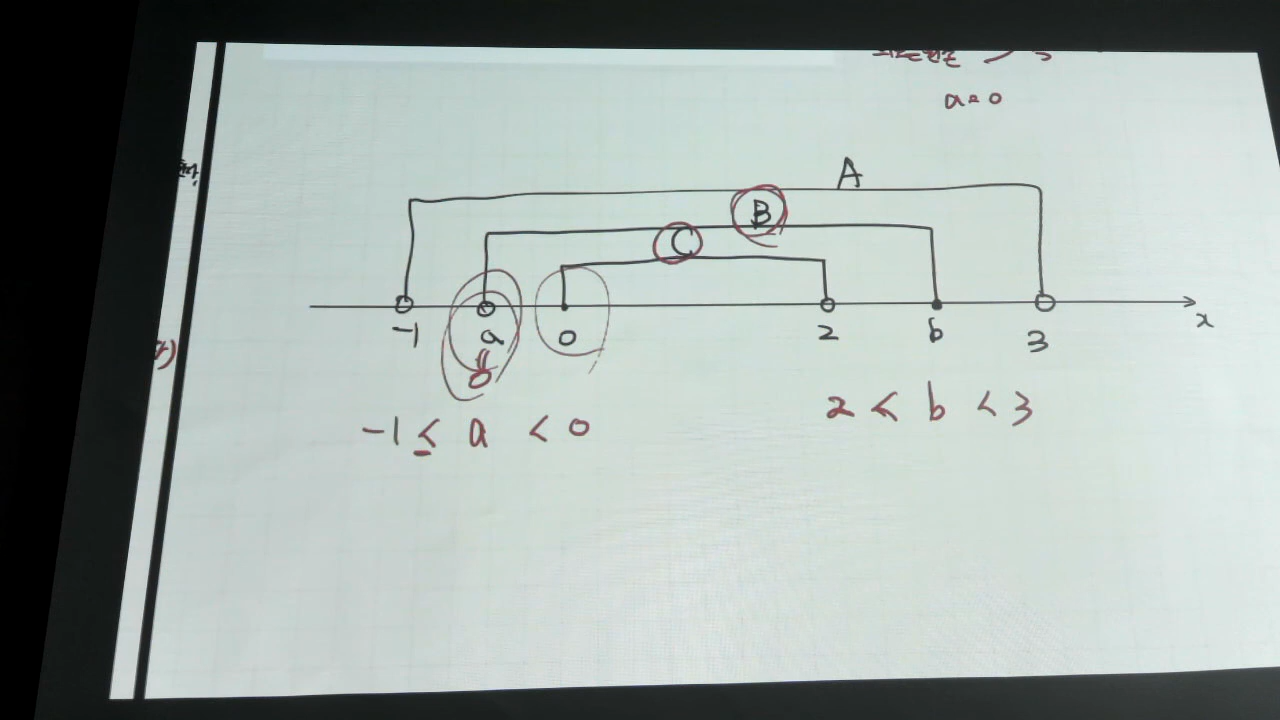 a = 0
A
B
C
-1 a 0 2 b 3 x
0
-1 ≤ a < 0
2 < b < 3